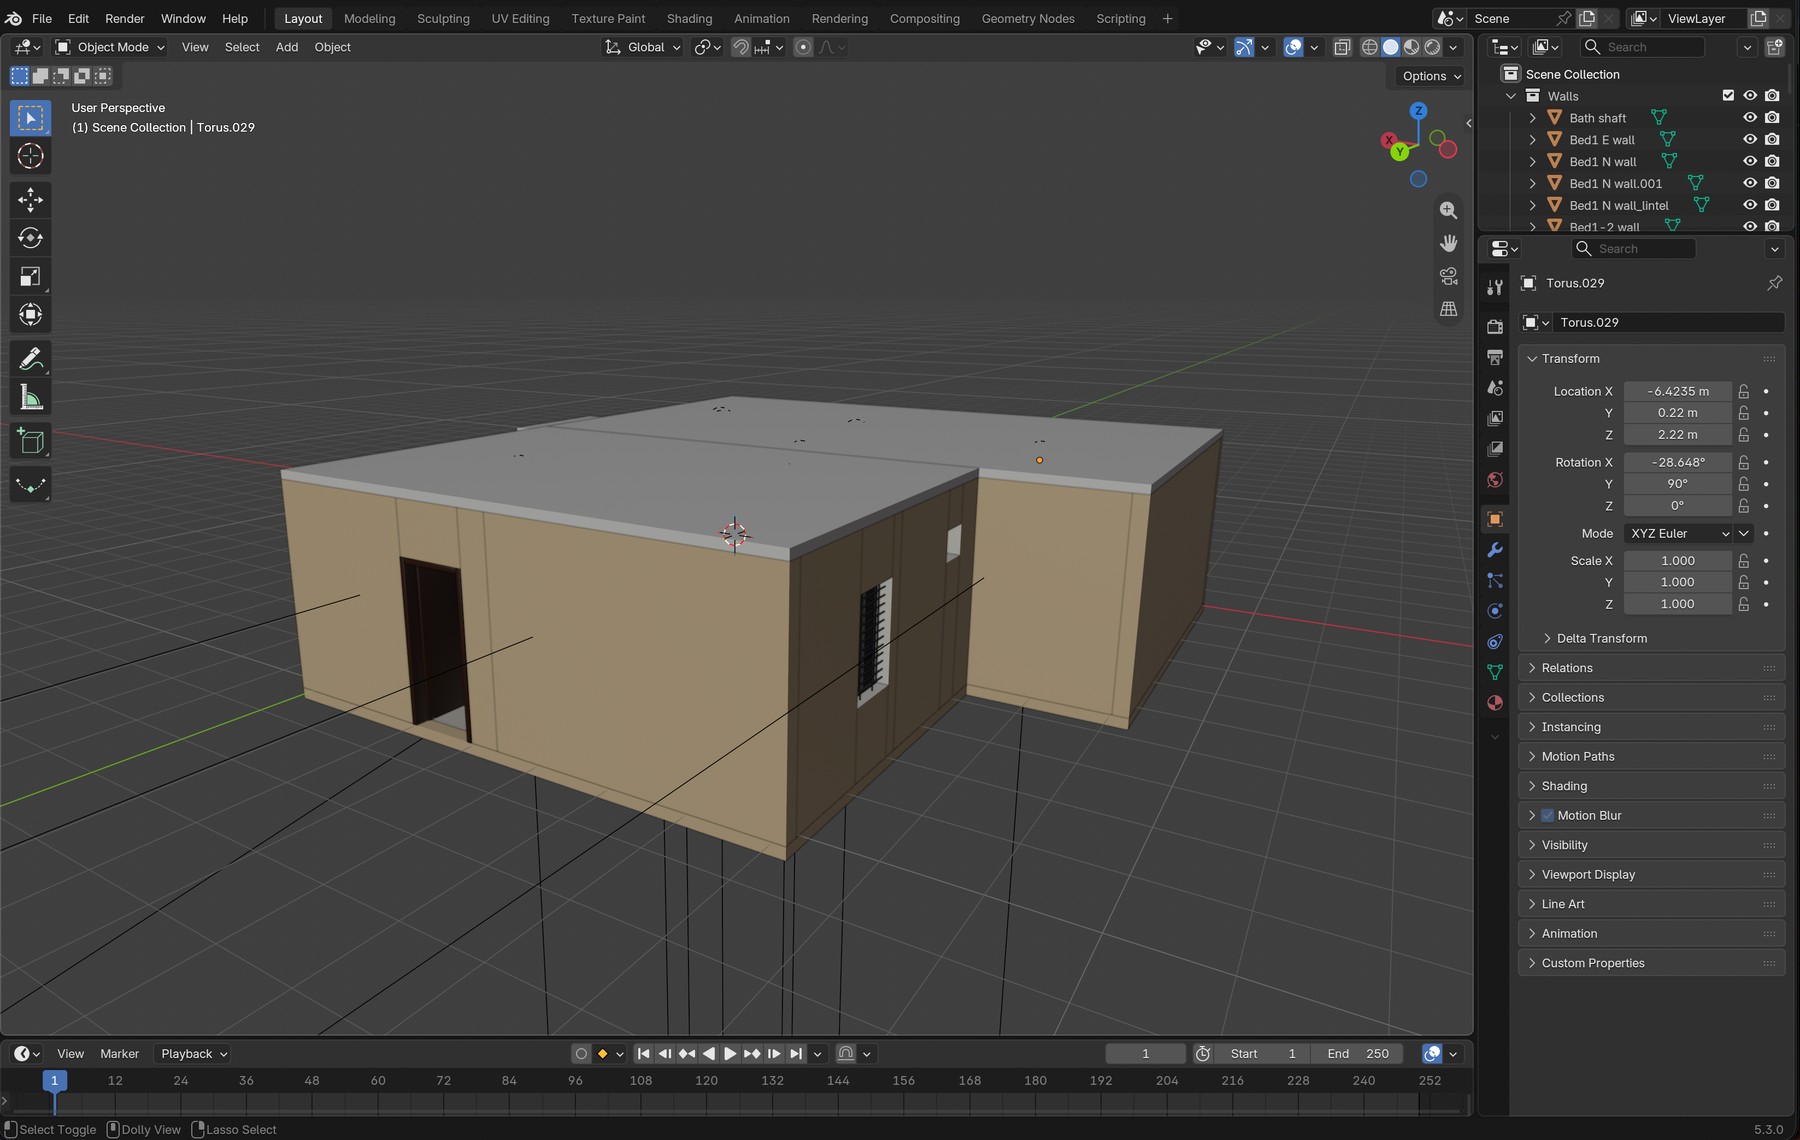 File Edit Render Window Help Layout Modeling Sculpting UV Editing Texture Paint Shading Animation Rendering Compositing Geometry Nodes Scripting Scene ViewLayer
Object Mode View Select Add Object Global Search
Options
User Perspective
(1) Scene Collection | Torus.029
Z
X
Y
Scene Collection
Walls
Bath shaft
Bed1 E wall
Bed1 N wall
Bed1 N wall.001
Bed1 N wall_lintel
Bed1-2 wall
Search
Torus.029
Torus.029
Transform
Location X -6.4235 m
Y 0.22 m
Z 2.22 m
Rotation X -28.648°
Y 90°
Z 0°
Mode XYZ Euler
Scale X 1.000
Y 1.000
Z 1.000
Delta Transform
Relations
Collections
Instancing
Motion Paths
Shading
Motion Blur
Visibility
Viewport Display
Line Art
Animation
Custom Properties
View Marker Playback 1 Start 1 End 250
1 12 24 36 48 60 72 84 96 108 120 132 144 156 168 180 192 204 216 228 240 252
Select Toggle Dolly View Lasso Select 5.3.0